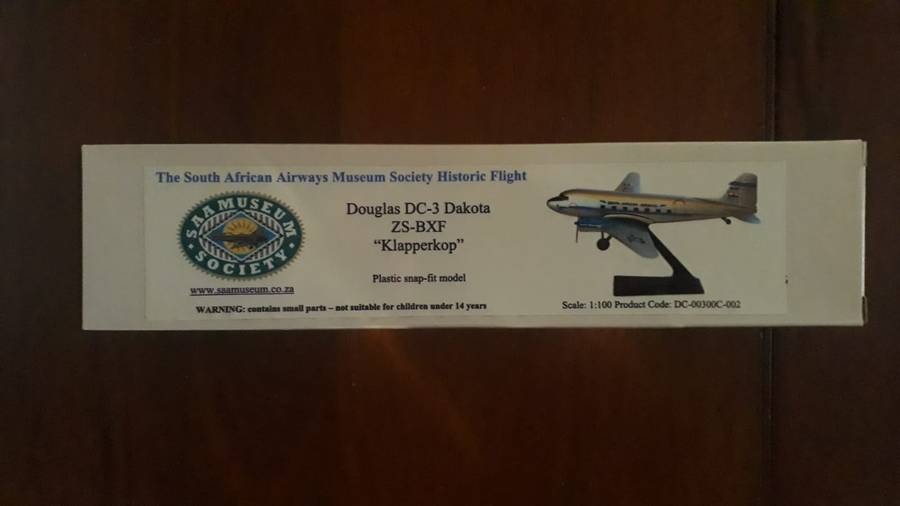 The South African Airways Museum Society Historic Flight
SAA MUSEUM
SOCIETY
www.saamuseum.co.za
Douglas DC-3 Dakota
ZS-BXF
“Klapperkop”
Plastic snap-fit model
WARNING: contains small parts – not suitable for children under 14 years
Scale: 1:100 Product Code: DC-00300C-002